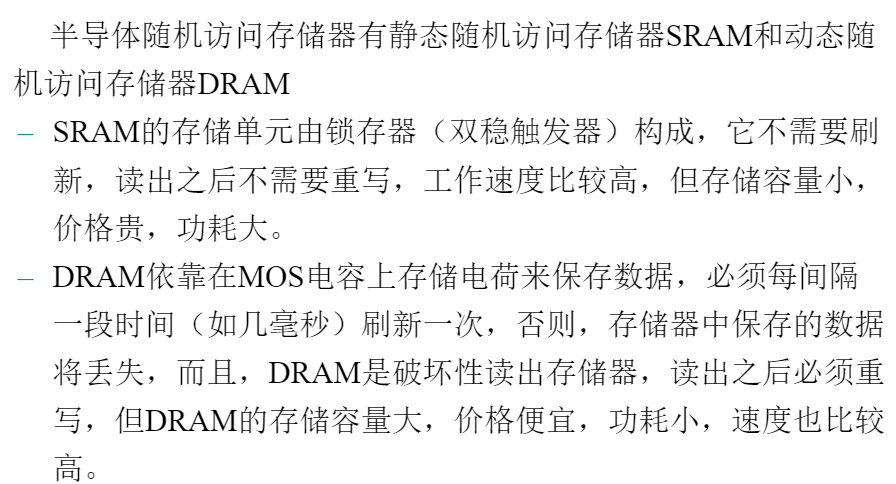 半导体随机访问存储器有静态随机访问存储器SRAM和动态随
机访问存储器DRAM
– SRAM的存储单元由锁存器（双稳触发器）构成，它不需要刷
新，读出之后不需要重写，工作速度比较高，但存储容量小，
价格贵，功耗大。
– DRAM依靠在MOS电容上存储电荷来保存数据，必须每间隔
一段时间（如几毫秒）刷新一次，否则，存储器中保存的数据
将丢失，而且，DRAM是破坏性读出存储器，读出之后必须重
写，但DRAM的存储容量大，价格便宜，功耗小，速度也比较
高。